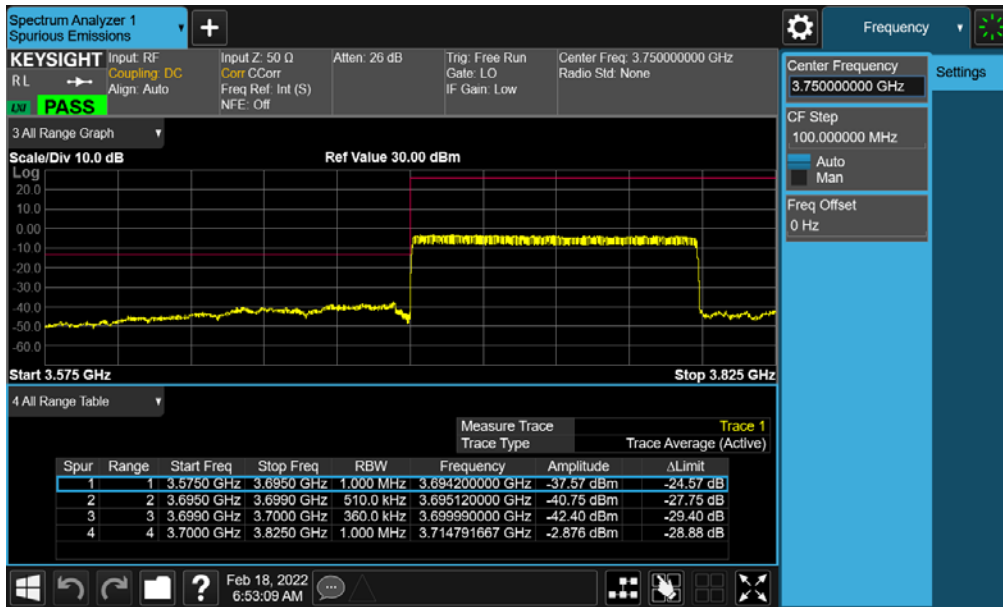 Spectrum Analyzer 1
Spurious Emissions
+
Frequency
KEYSIGHT
R L
LXI
PASS
Input: RF
Coupling: DC
Align: Auto
Input Z: 50 Ω
Corr CCorr
Freq Ref: Int (S)
NFE: Off
Atten: 26 dB
Trig: Free Run
Gate: LO
IF Gain: Low
Center Freq: 3.750000000 GHz
Radio Std: None
Center Frequency
3.750000000 GHz
Settings
CF Step
100.000000 MHz
Auto
Man
Freq Offset
0 Hz
3 All Range Graph
Scale/Div 10.0 dB
Ref Value 30.00 dBm
Log
20.0
10.0
0.00
-10.0
-20.0
-30.0
-40.0
-50.0
-60.0
Start 3.575 GHz
Stop 3.825 GHz
4 All Range Table
Measure Trace Trace 1
Trace Type Trace Average (Active)
Spur Range Start Freq Stop Freq RBW Frequency Amplitude ΔLimit
1 1 3.5750 GHz 3.6950 GHz 1.000 MHz 3.694200000 GHz -37.57 dBm -24.57 dB
2 2 3.6950 GHz 3.6990 GHz 510.0 kHz 3.695120000 GHz -40.75 dBm -27.75 dB
3 3 3.6990 GHz 3.7000 GHz 360.0 kHz 3.699990000 GHz -42.40 dBm -29.40 dB
4 4 3.7000 GHz 3.8250 GHz 1.000 MHz 3.714791667 GHz -2.876 dBm -28.88 dB
?
Feb 18, 2022
6:53:09 AM